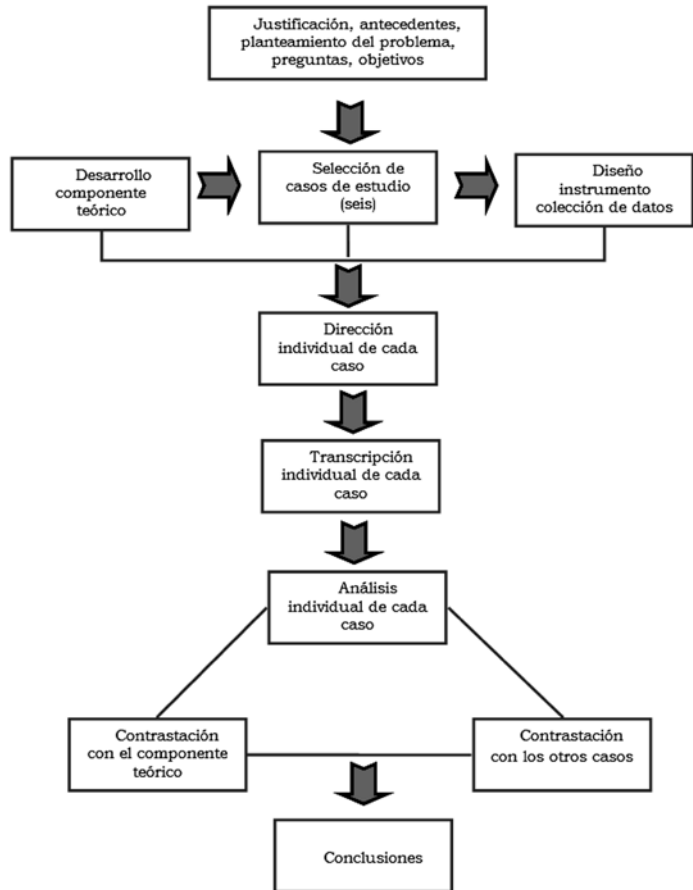 Justificación, antecedentes,
planteamiento del problema,
preguntas, objetivos
Desarrollo
componente
teórico
Selección de
casos de estudio
(seis)
Diseño
instrumento
colección de datos
Dirección
individual de cada
caso
Transcripción
individual de cada
caso
Análisis
individual de cada
caso
Contrastación
con el componente
teórico
Contrastación
con los otros casos
Conclusiones